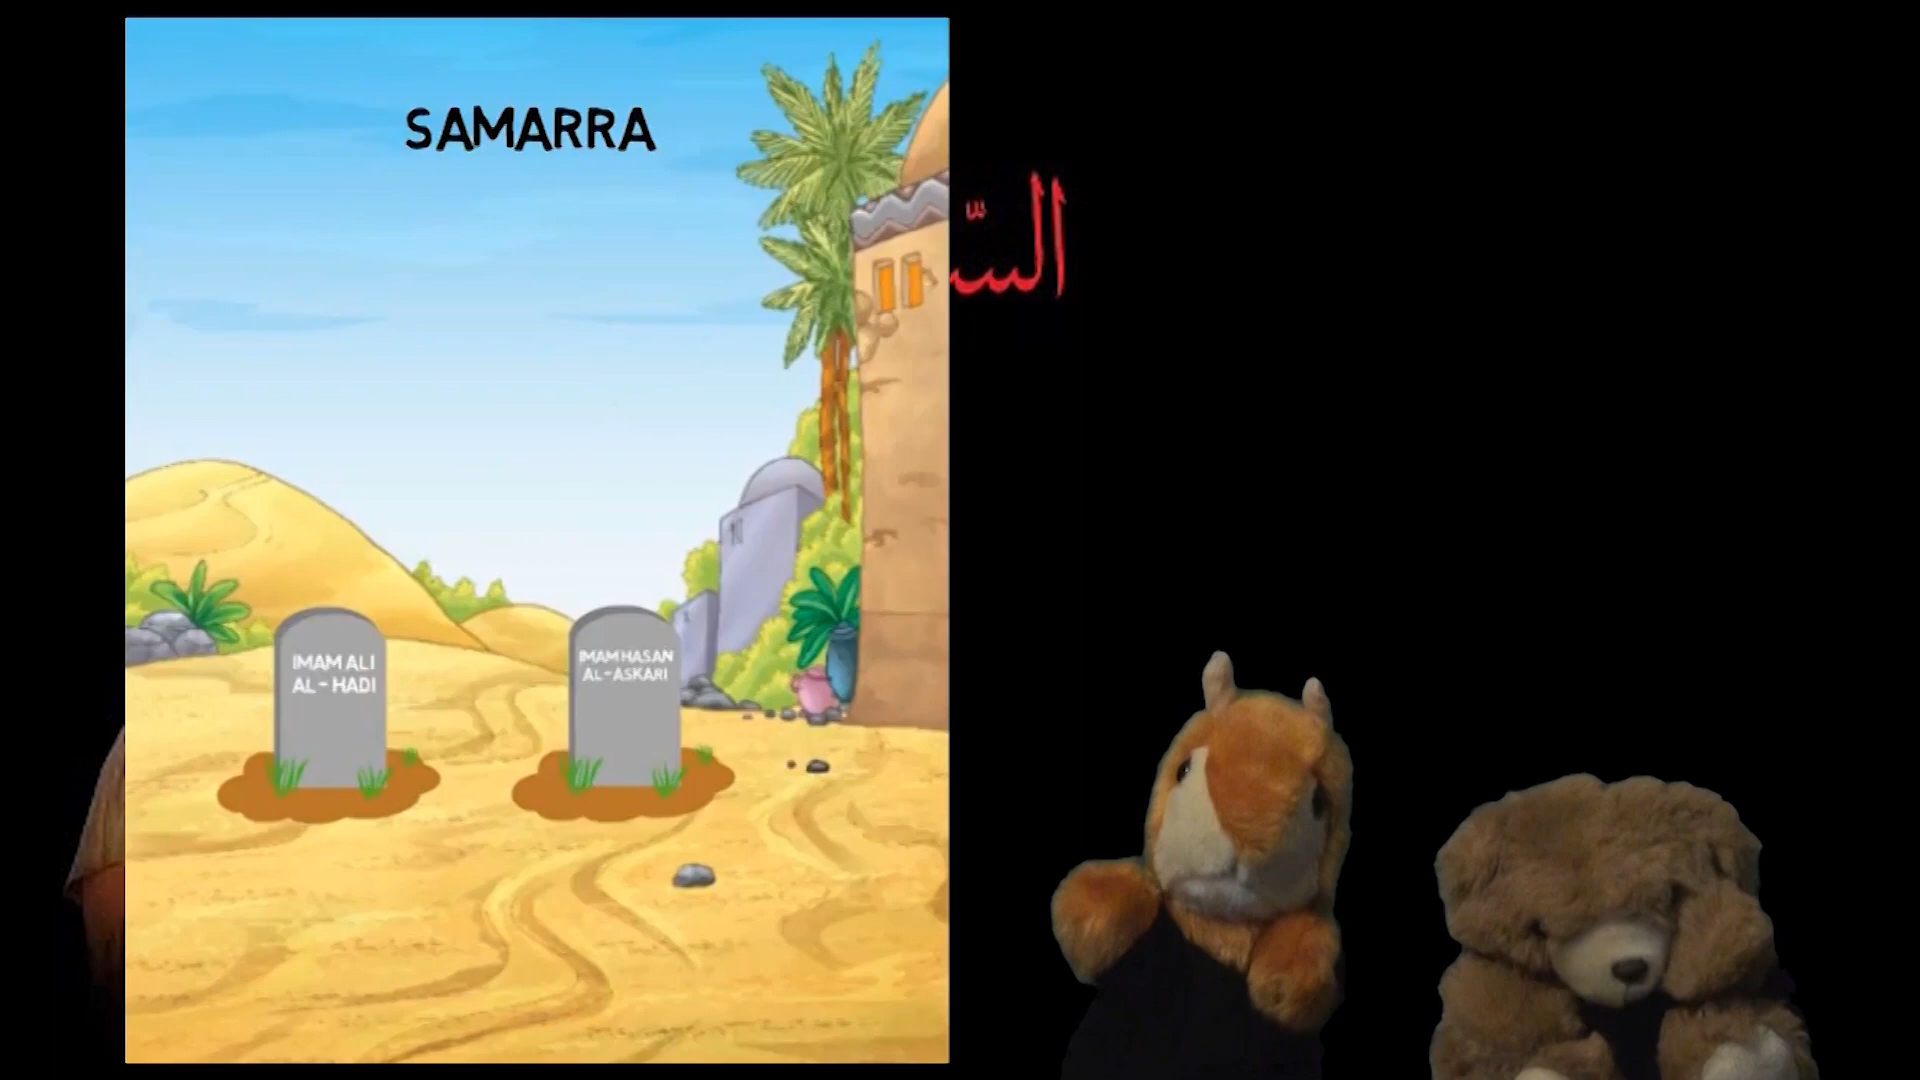 SAMARRA
IMAM ALI
AL-HADI
IMAM HASAN
AL-ASKARI